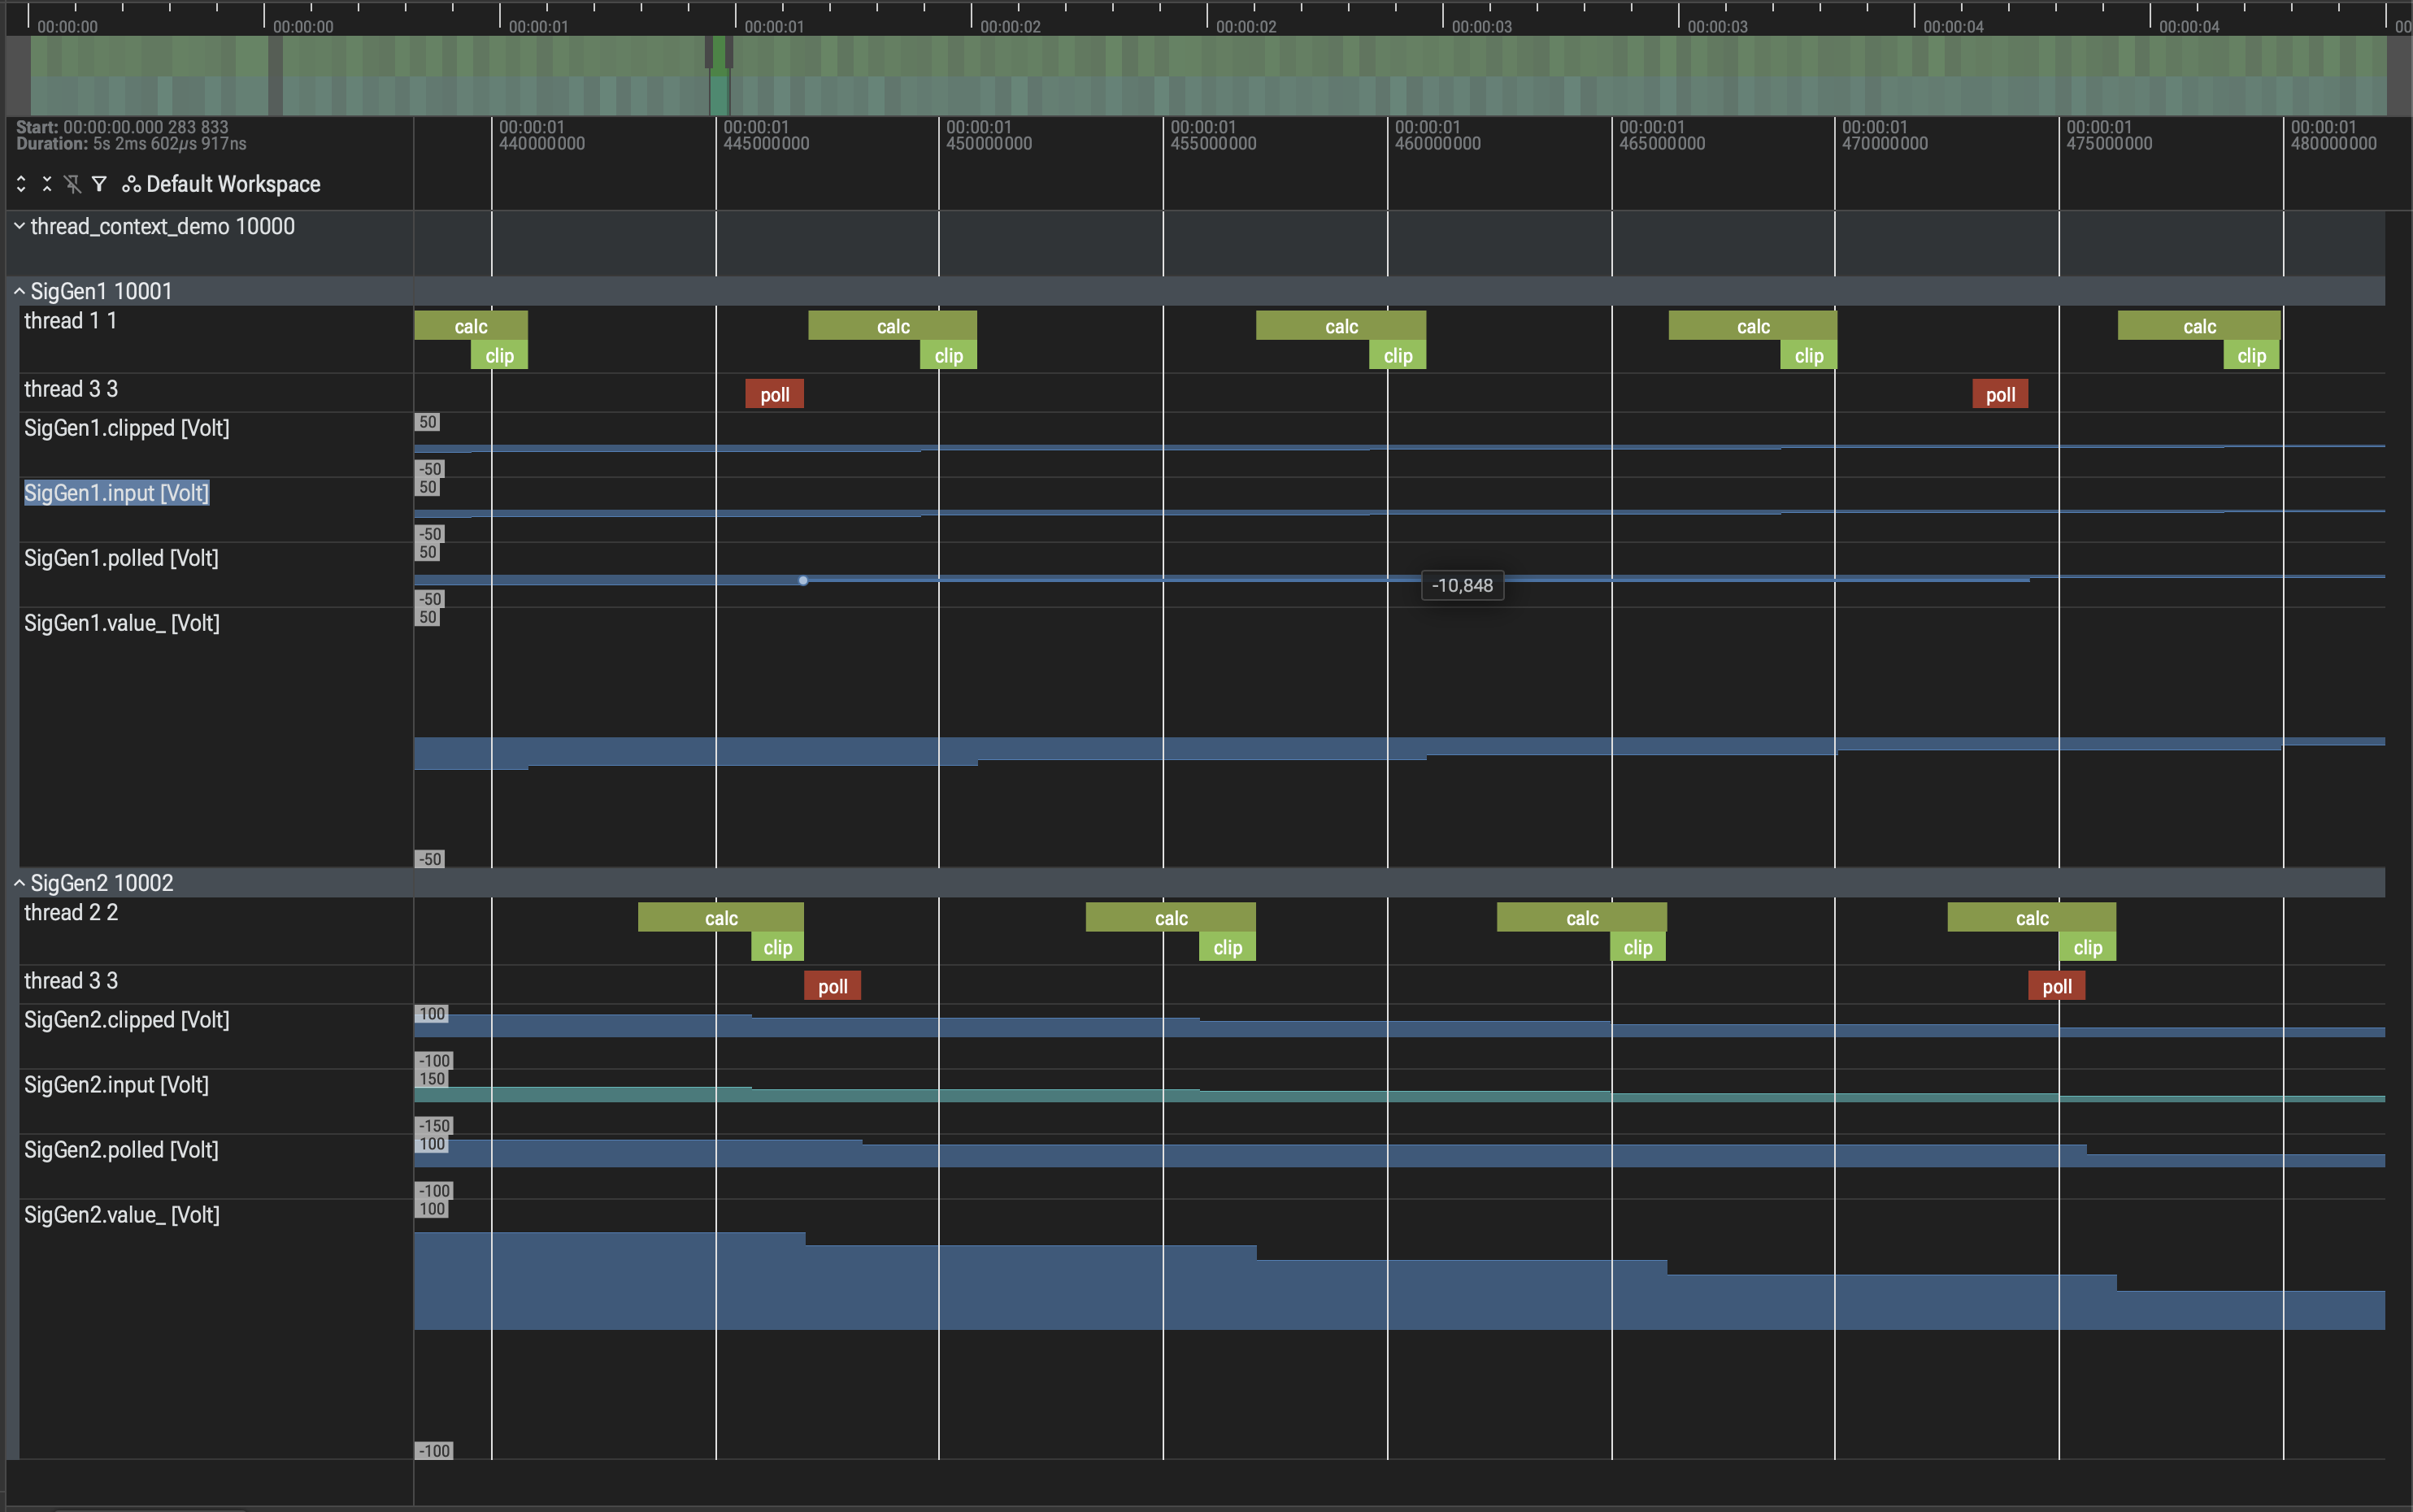 00:00:00 00:00:00 00:00:01 00:00:01 00:00:02 00:00:02 00:00:03 00:00:03 00:00:04 00:00:04 00
Start: 00:00:00.000 283 833
Duration: 5s 2ms 602µs 917ns
00:00:01 00:00:01 00:00:01 00:00:01 00:00:01 00:00:01 00:00:01 00:00:01 00:00:01
440000000 445000000 450000000 455000000 460000000 465000000 470000000 475000000 480000000
Default Workspace
thread_context_demo 10000
SigGen1 10001
thread 1 1
calc calc calc calc calc
clip clip clip clip clip
thread 3 3
poll poll
SigGen1.clipped [Volt]
50
-50
SigGen1.input [Volt]
50
-50
SigGen1.polled [Volt]
50
-10,848
-50
SigGen1.value_ [Volt]
50
-50
SigGen2 10002
thread 2 2
calc calc calc calc
clip clip clip clip
thread 3 3
poll poll
SigGen2.clipped [Volt]
100
-100
SigGen2.input [Volt]
150
-150
SigGen2.polled [Volt]
100
-100
SigGen2.value_ [Volt]
100
-100